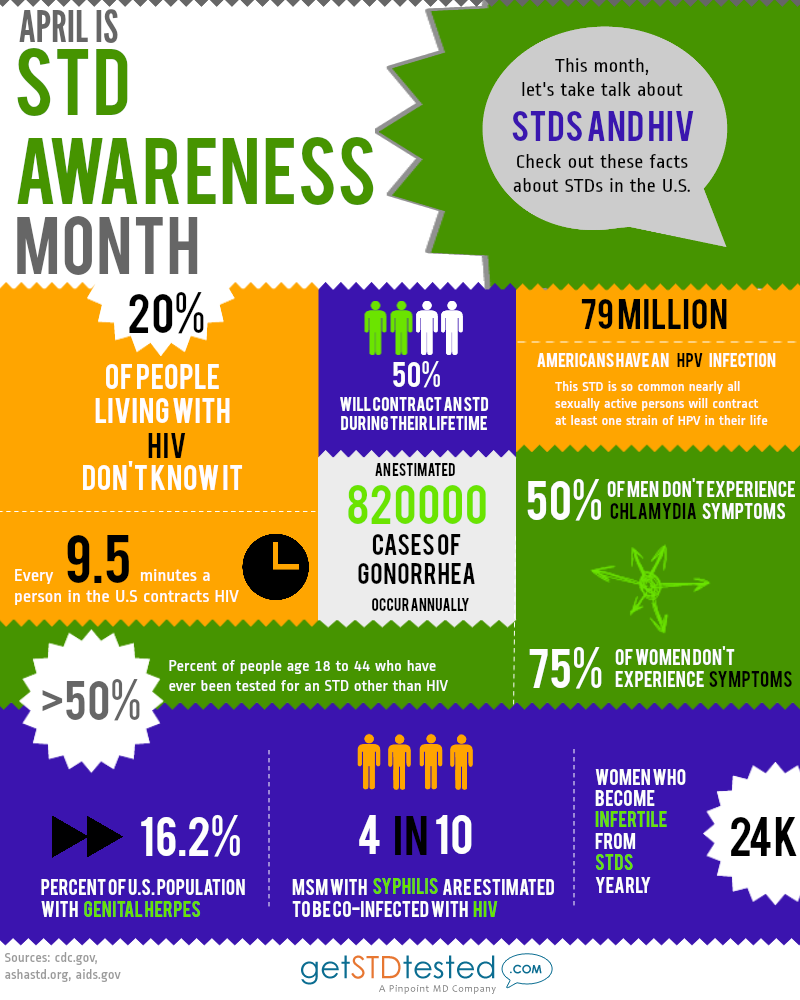 APRIL IS
STD
AWARENESS
MONTH
This month,
let's take talk about
STDS AND HIV
Check out these facts
about STDs in the U.S.
20%
OF PEOPLE
LIVING WITH
HIV
DON'T KNOW IT
Every 9.5 minutes a
person in the U.S contracts HIV
50%
WILL CONTRACT AN STD
DURING THEIR LIFETIME
AN ESTIMATED
820000
CASES OF
GONORRHEA
OCCUR ANNUALLY
79 MILLION
AMERICANS HAVE AN HPV INFECTION
This STD is so common nearly all
sexually active persons will contract
at least one strain of HPV in their life
50% OF MEN DON'T EXPERIENCE
CHLAMYDIA SYMPTOMS
75% OF WOMEN DON'T
EXPERIENCE SYMPTOMS
>50%
Percent of people age 18 to 44 who have
ever been tested for an STD other than HIV
16.2%
PERCENT OF U.S. POPULATION
WITH GENITAL HERPES
4 IN 10
MSM WITH SYPHILIS ARE ESTIMATED
TO BE CO-INFECTED WITH HIV
WOMEN WHO
BECOME
INFERTILE
FROM
STDS
YEARLY
24K
Sources: cdc.gov,
ashastd.org, aids.gov
getSTDtested .COM
A Pinpoint MD Company